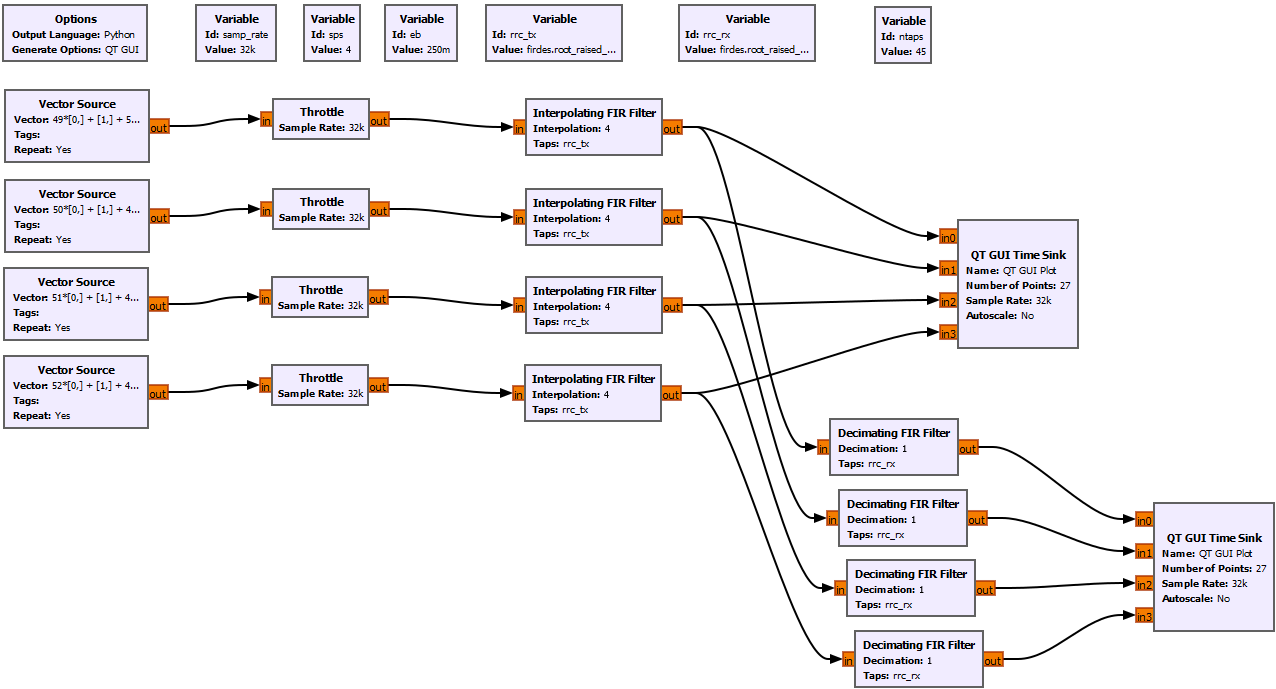 Options
Output Language: Python
Generate Options: QT GUI
Variable
Id: samp_rate
Value: 32k
Variable
Id: sps
Value: 4
Variable
Id: eb
Value: 250m
Variable
Id: rrc_tx
Value: firdes.root_raised_...
Variable
Id: rrc_rx
Value: firdes.root_raised_...
Variable
Id: ntaps
Value: 45
Vector Source
Vector: 49*[0,] + [1,] + 5...
Tags:
Repeat: Yes
out
in
Throttle
Sample Rate: 32k
out
in
Interpolating FIR Filter
Interpolation: 4
Taps: rrc_tx
out
Vector Source
Vector: 50*[0,] + [1,] + 4...
Tags:
Repeat: Yes
out
in
Throttle
Sample Rate: 32k
out
in
Interpolating FIR Filter
Interpolation: 4
Taps: rrc_tx
out
Vector Source
Vector: 51*[0,] + [1,] + 4...
Tags:
Repeat: Yes
out
in
Throttle
Sample Rate: 32k
out
in
Interpolating FIR Filter
Interpolation: 4
Taps: rrc_tx
out
Vector Source
Vector: 52*[0,] + [1,] + 4...
Tags:
Repeat: Yes
out
in
Throttle
Sample Rate: 32k
out
in
Interpolating FIR Filter
Interpolation: 4
Taps: rrc_tx
out
in0
in1
in2
in3
QT GUI Time Sink
Name: QT GUI Plot
Number of Points: 27
Sample Rate: 32k
Autoscale: No
in
Decimating FIR Filter
Decimation: 1
Taps: rrc_rx
out
in
Decimating FIR Filter
Decimation: 1
Taps: rrc_rx
out
in
Decimating FIR Filter
Decimation: 1
Taps: rrc_rx
out
in
Decimating FIR Filter
Decimation: 1
Taps: rrc_rx
out
in0
in1
in2
in3
QT GUI Time Sink
Name: QT GUI Plot
Number of Points: 27
Sample Rate: 32k
Autoscale: No